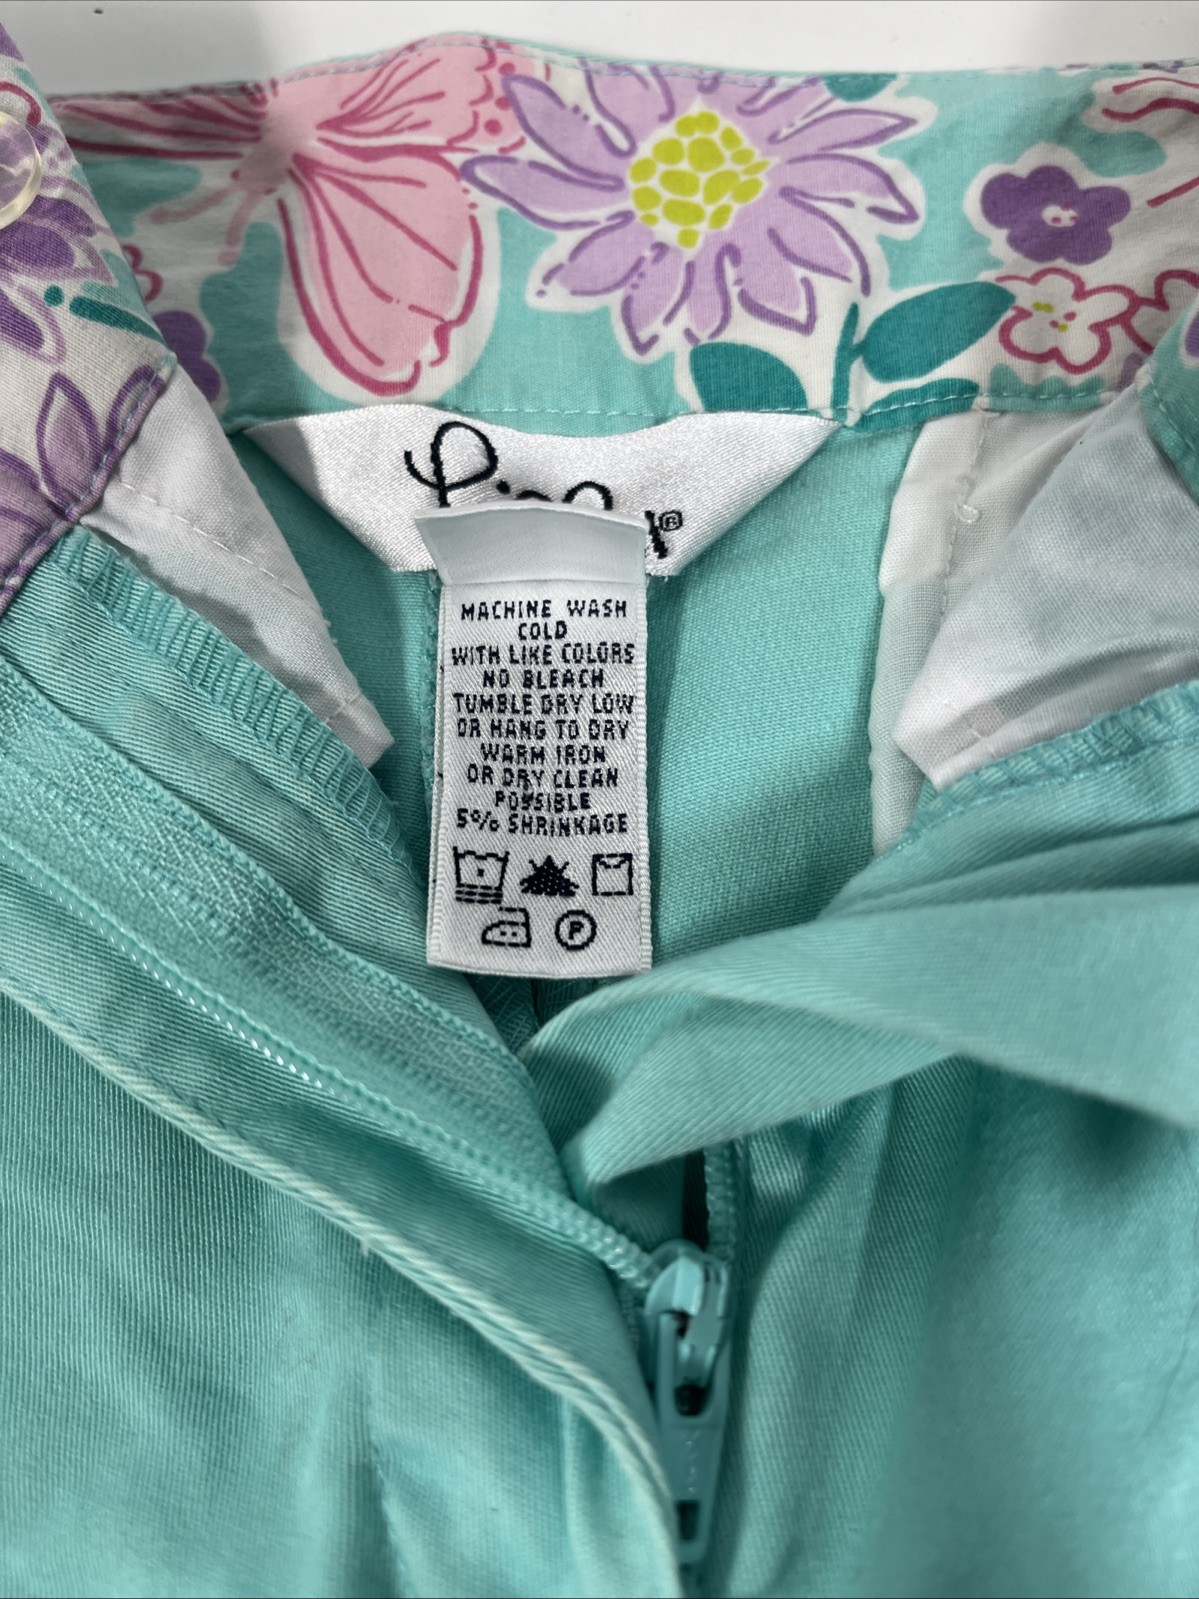 MACHINE WASH
COLD
WITH LIKE COLORS
NO BLEACH
TUMBLE DRY LOW
OR HANG TO DRY
WARM IRON
OR DRY CLEAN
POSSIBLE
5% SHRINKAGE
P